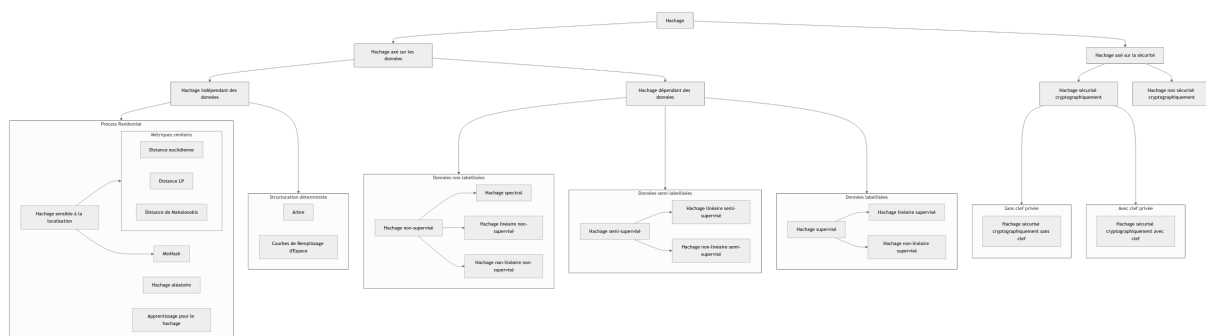 Hachage
Hachage axé sur les
données
Hachage axé sur la sécurité
Hachage indépendant des
données
Hachage dépendant des
données
Hachage sécurisé
cryptographiquement
Hachage non sécurisé
cryptographiquement
Process Randomisé
Métriques similaire
Distance euclidienne
Distance LP
Distance de Mahalanobis
Hachage sensible à la
localisation
MinHash
Hachage aléatoire
Apprentissage pour le
hachage
Structuration déterministe
Arbre
Courbes de Remplissage
d'Espace
Données non-labellisées
Hachage non-supervisé
Hachage spectral
Hachage linéaire non-
supervisé
Hachage non-linéaire non-
supervisé
Données semi-labellisées
Hachage semi-supervisé
Hachage linéaire semi-
supervisé
Hachage non-linéaire semi-
supervisé
Données labellisées
Hachage supervisé
Hachage linéaire supervisé
Hachage non-linéaire
supervisé
Sans clef privée
Hachage sécurisé
cryptographiquement sans
clef
Avec clef privée
Hachage sécurisé
cryptographiquement avec
clef